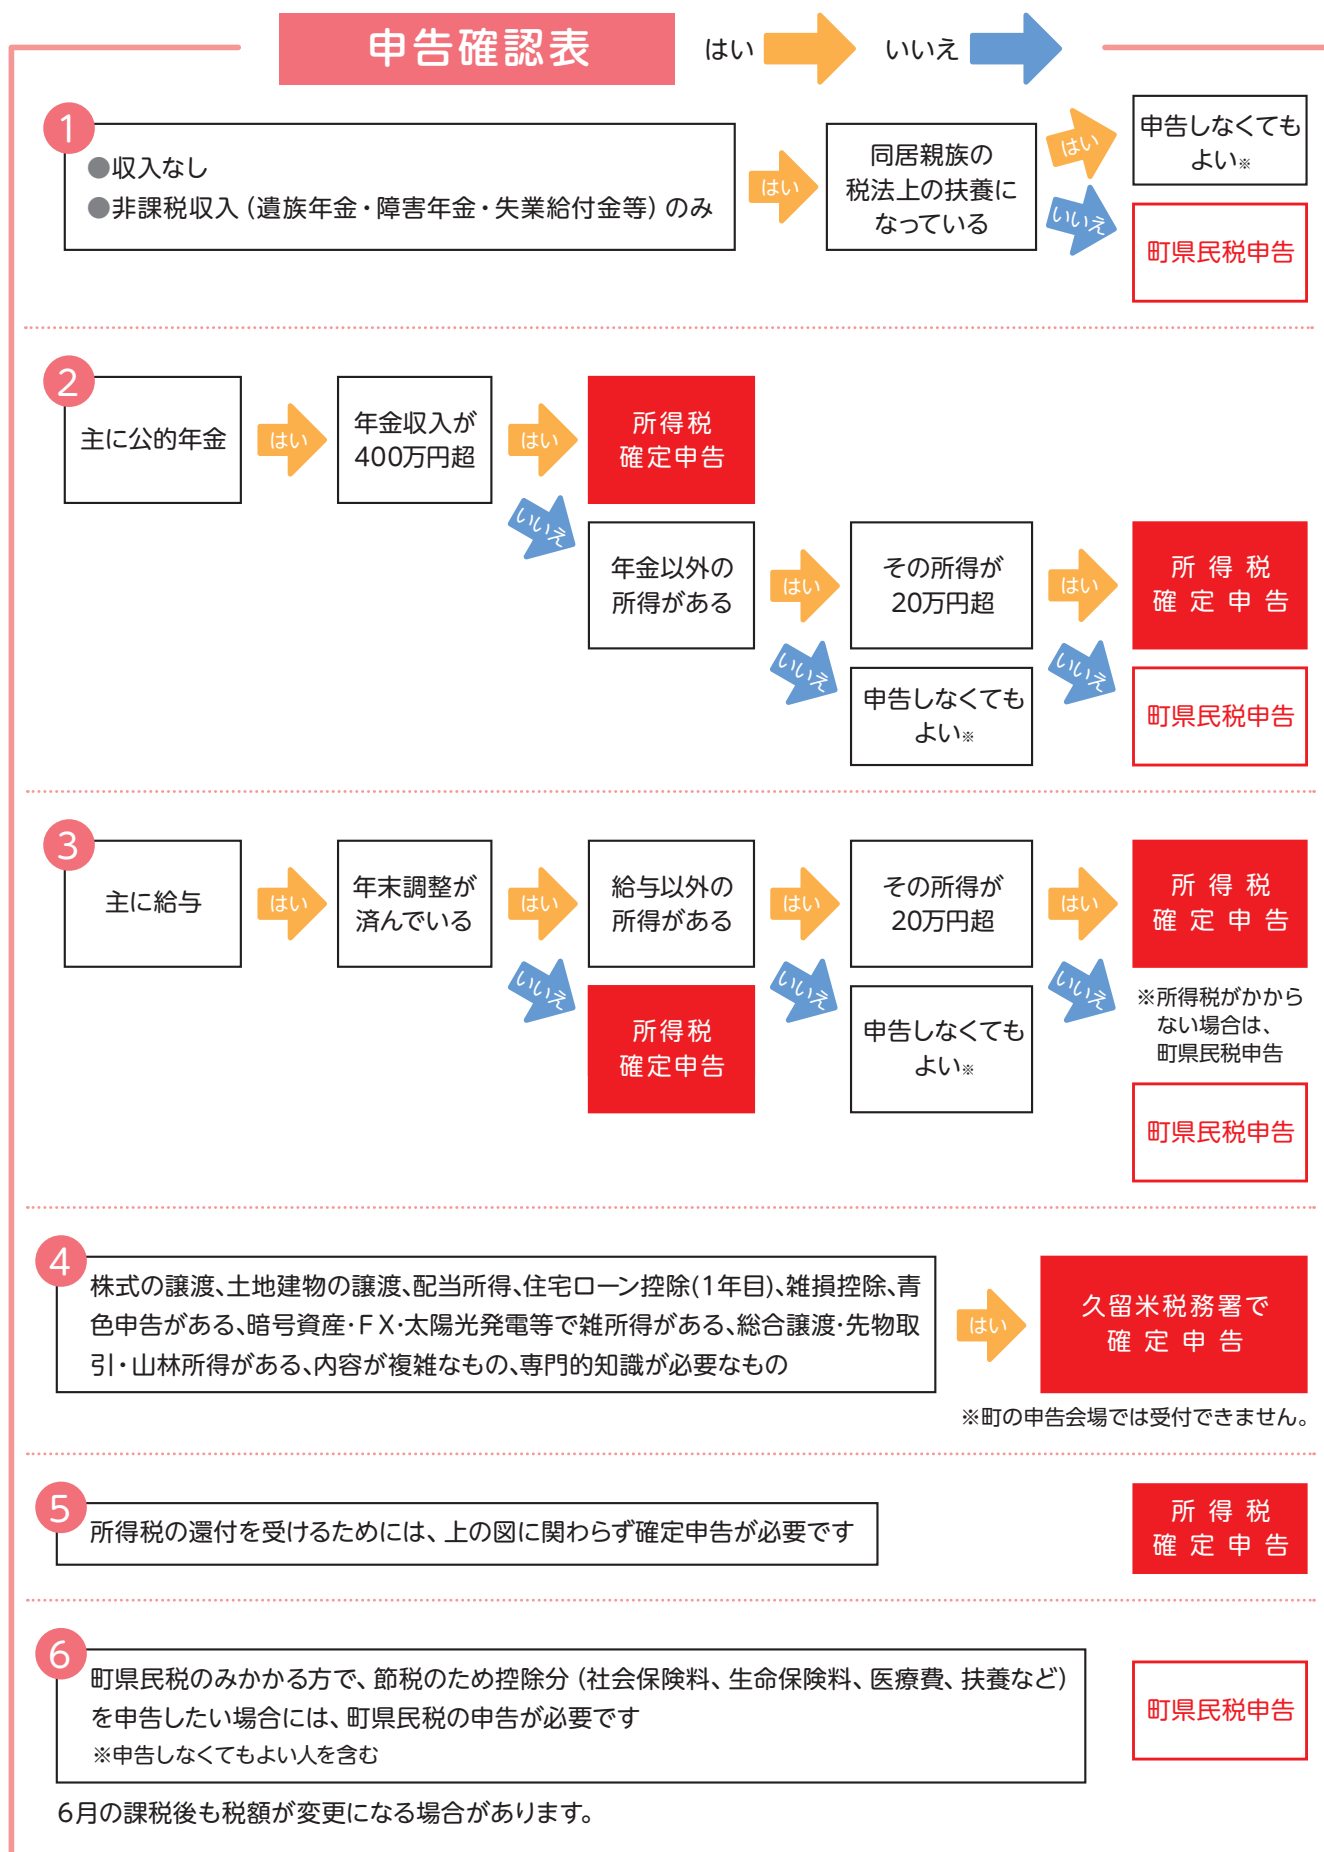 申告確認表
はい
いいえ
1
●収入なし
●非課税収入（遺族年金・障害年金・失業給付金等）のみ
はい
同居親族の
税法上の扶養に
なっている
はい
申告しなくても
よい※
いいえ
町県民税申告
2
主に公的年金
はい
年金収入が
400万円超
はい
所得税
確定申告
いいえ
年金以外の
所得がある
はい
その所得が
20万円超
はい
所得税
確定申告
いいえ
申告しなくても
よい※
いいえ
町県民税申告
3
主に給与
はい
年末調整が
済んでいる
はい
給与以外の
所得がある
はい
その所得が
20万円超
はい
所得税
確定申告
いいえ
所得税
確定申告
いいえ
申告しなくても
よい※
いいえ
※所得税がかから
ない場合は、
町県民税申告
町県民税申告
4
株式の譲渡、土地建物の譲渡、配当所得、住宅ローン控除(1年目)、雑損控除、青
色申告がある、暗号資産・FX・太陽光発電等で雑所得がある、総合譲渡・先物取
引・山林所得がある、内容が複雑なもの、専門的知識が必要なもの
はい
久留米税務署で
確定申告
※町の申告会場では受付できません。
5
所得税の還付を受けるためには、上の図に関わらず確定申告が必要です
所得税
確定申告
6
町県民税のみかかる方で、節税のため控除分（社会保険料、生命保険料、医療費、扶養など）
を申告したい場合には、町県民税の申告が必要です
※申告しなくてもよい人を含む
町県民税申告
6月の課税後も税額が変更になる場合があります。